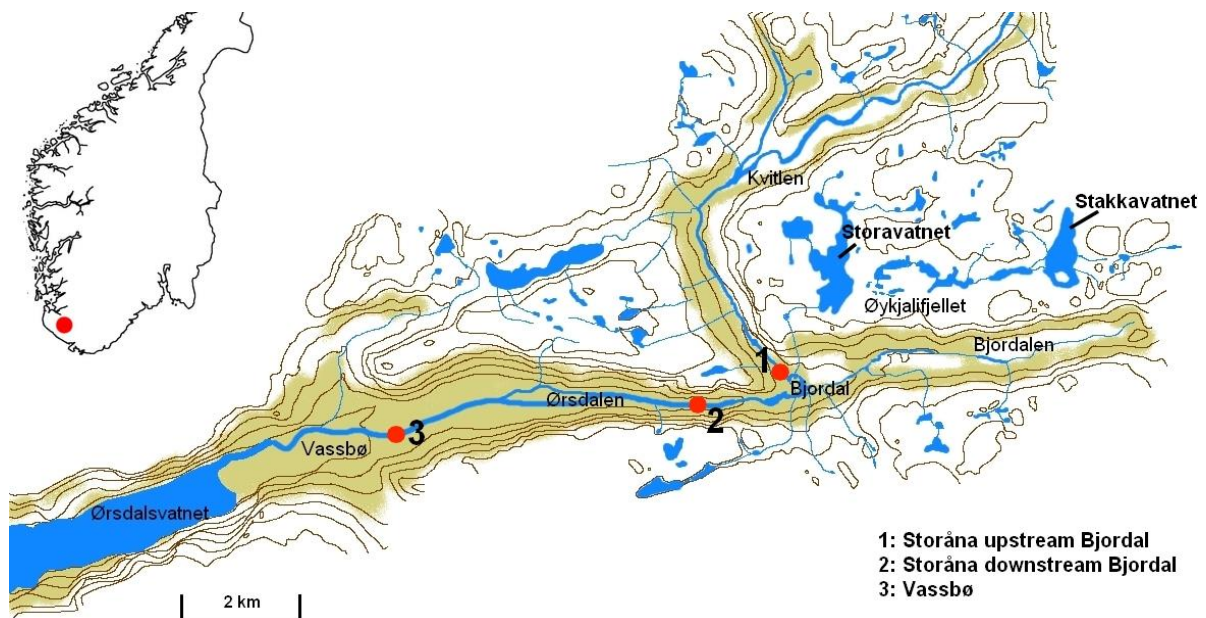 Kvitlen
Stakkavatnet
Storavatnet
Øykjalifjellet
Bjordalen
1
Bjordal
Ørsdalen
2
3
Vassbø
Ørsdalsvatnet
2 km
1: Storåna upstream Bjordal
2: Storåna downstream Bjordal
3: Vassbø